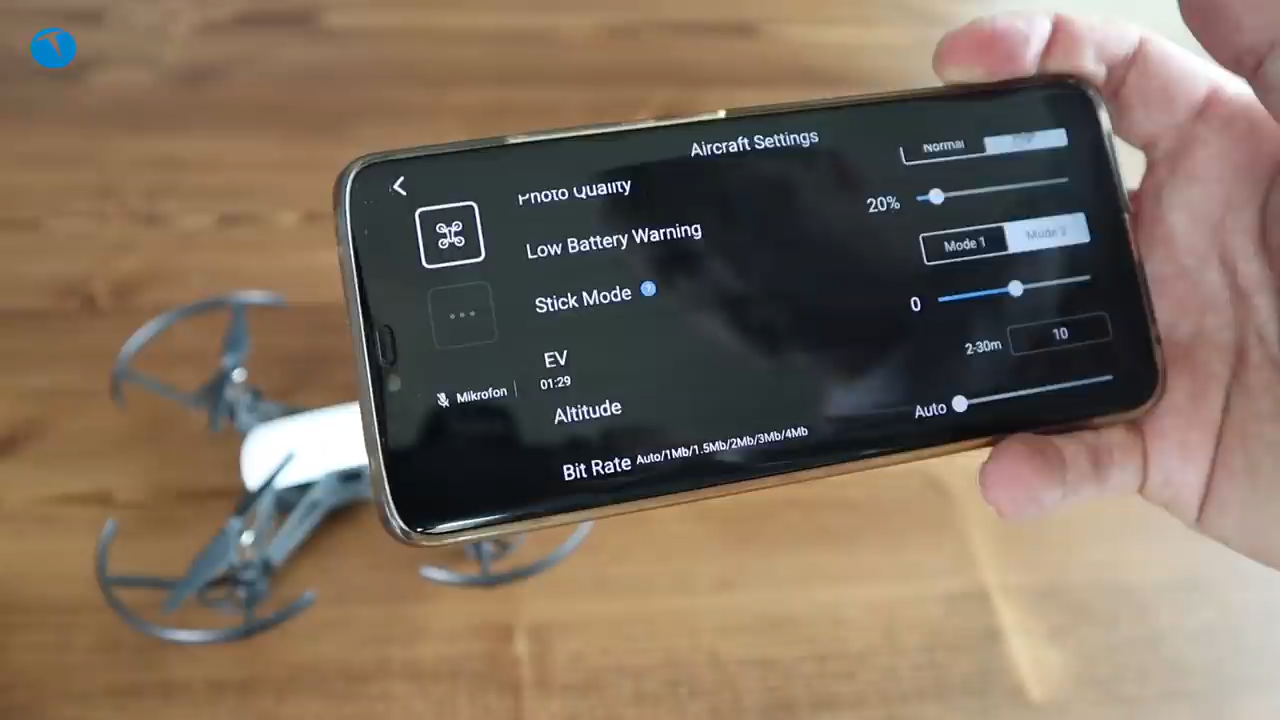 Aircraft Settings
Photo Quality
Normal
Low Battery Warning
20%
Stick Mode ?
Mode 1
Mode 2
EV
0
Mikrofon
01:29
Altitude
2-30m
10
Bit Rate Auto/1Mb/1.5Mb/2Mb/3Mb/4Mb
Auto